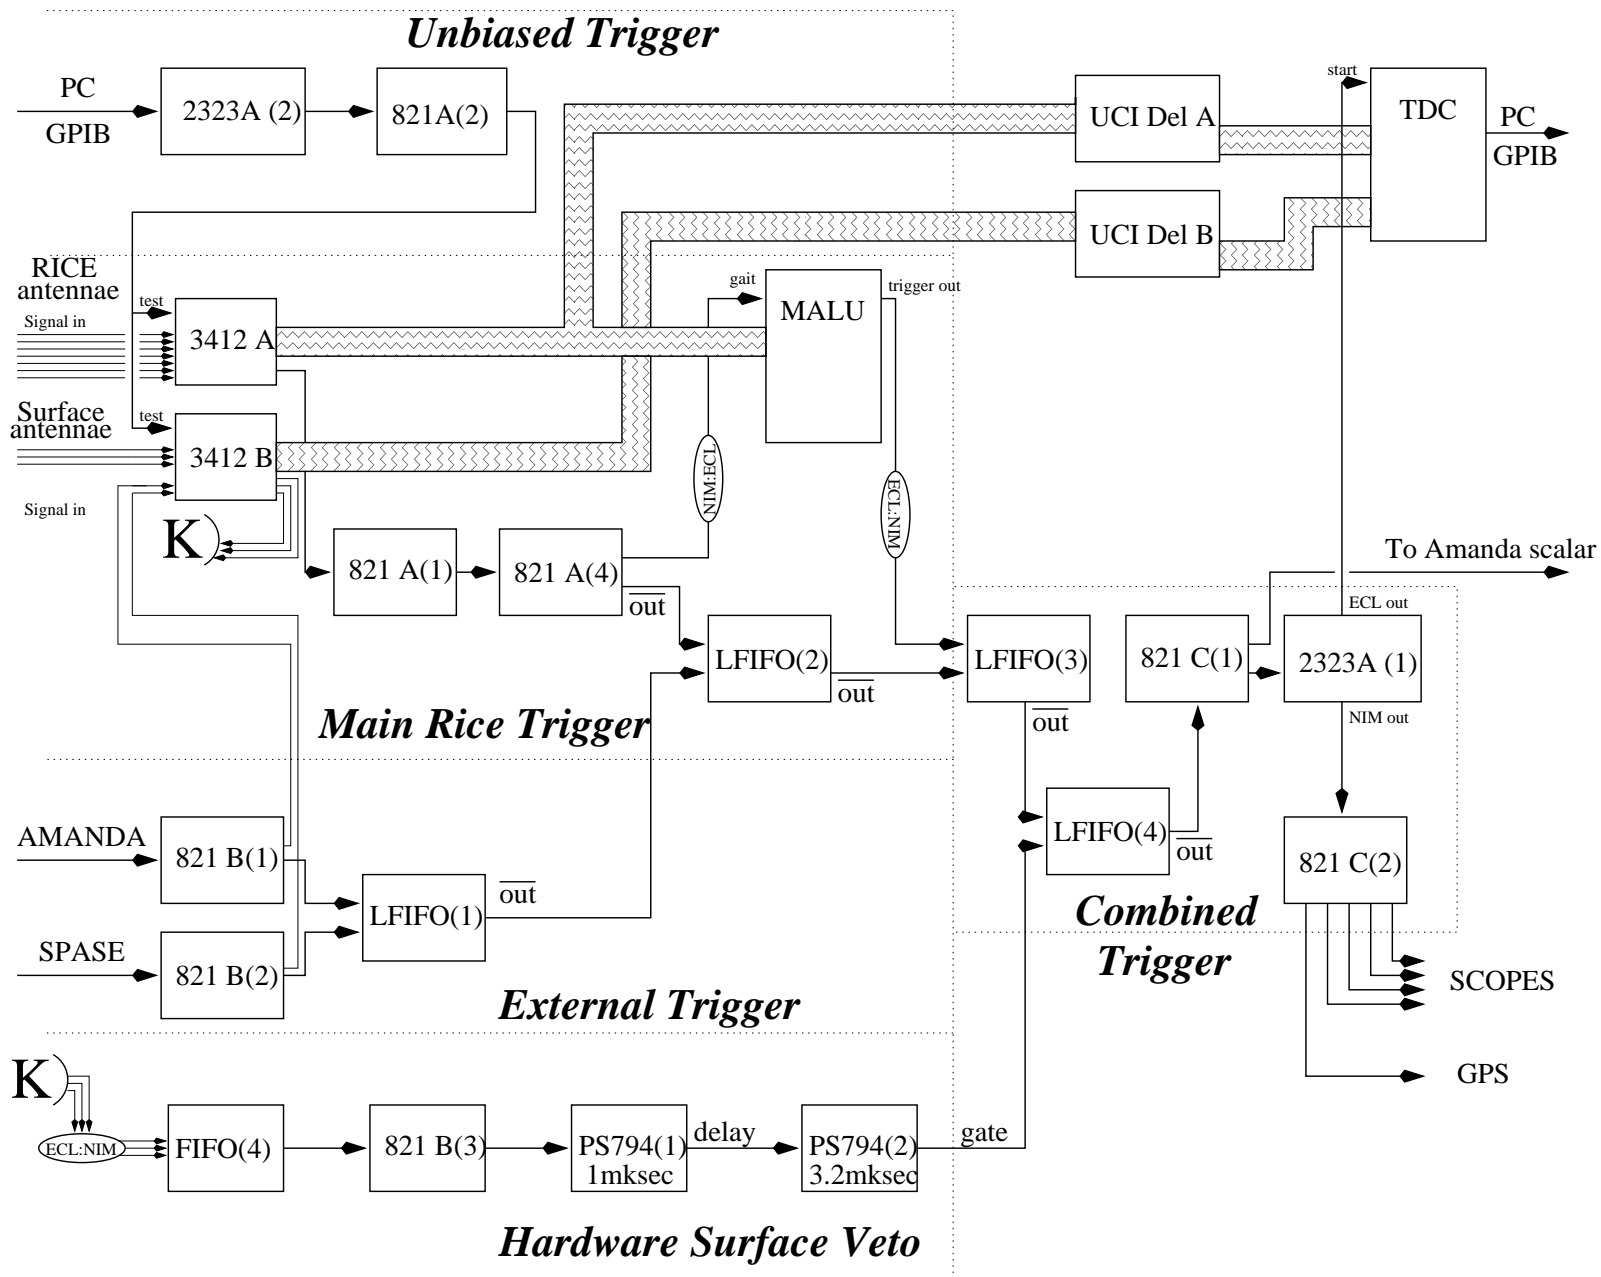 Unbiased Trigger
PC
GPIB
2323A (2)
821A(2)
UCI Del A
start
TDC
PC
GPIB
UCI Del B
RICE
antennae
Signal in
test
3412 A
gait
MALU
trigger out
Surface
antennae
test
3412 B
Signal in
K
NIM:ECL
ECL:NIM
821 A(1)
821 A(4)
out
To Amanda scalar
ECL out
LFIFO(2)
out
LFIFO(3)
out
821 C(1)
2323A (1)
NIM out
Main Rice Trigger
AMANDA
821 B(1)
LFIFO(1)
out
LFIFO(4)
out
821 C(2)
SPASE
821 B(2)
Combined
Trigger
SCOPES
External Trigger
GPS
K
ECL:NIM
FIFO(4)
821 B(3)
PS794(1)
1mksec
delay
PS794(2)
3.2mksec
gate
Hardware Surface Veto